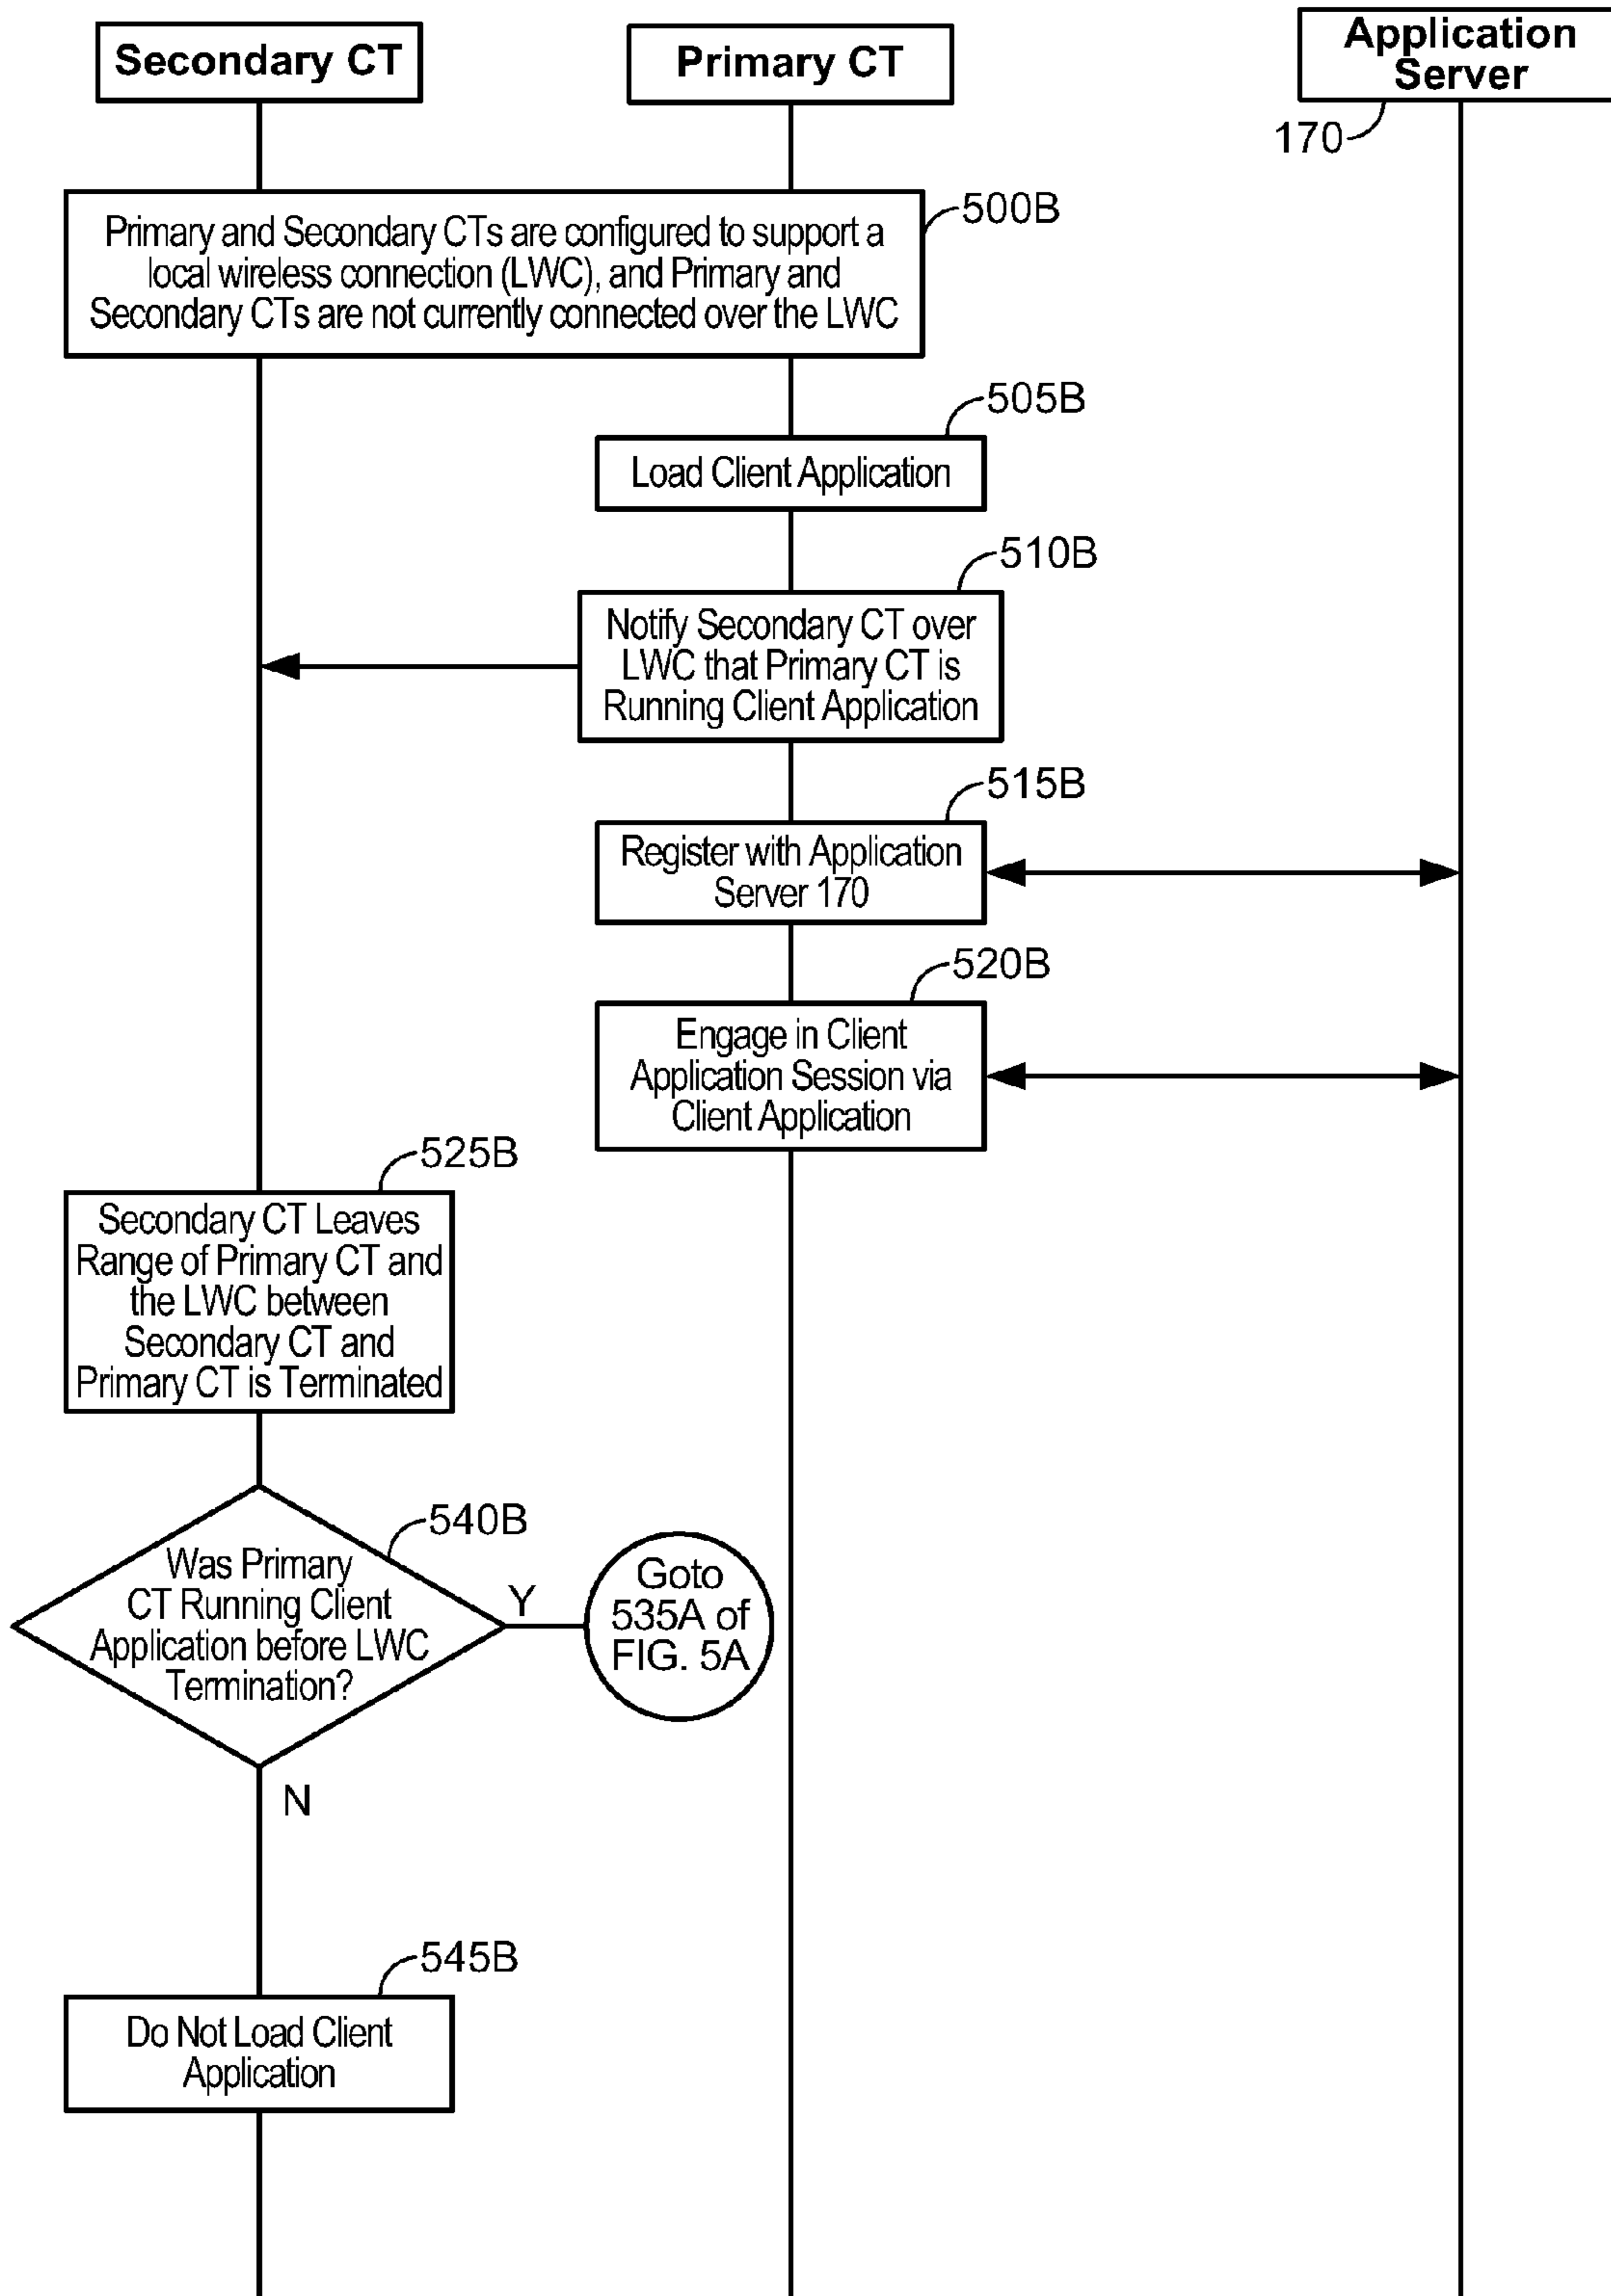 Secondary CT
Primary CT
Application
Server
170
500B
Primary and Secondary CTs are configured to support a
local wireless connection (LWC), and Primary and
Secondary CTs are not currently connected over the LWC
505B
Load Client Application
510B
Notify Secondary CT over
LWC that Primary CT is
Running Client Application
515B
Register with Application
Server 170
520B
Engage in Client
Application Session via
Client Application
525B
Secondary CT Leaves
Range of Primary CT and
the LWC between
Secondary CT and
Primary CT is Terminated
540B
Was Primary
CT Running Client
Application before LWC
Termination?
Y
Goto
535A of
FIG. 5A
N
545B
Do Not Load Client
Application